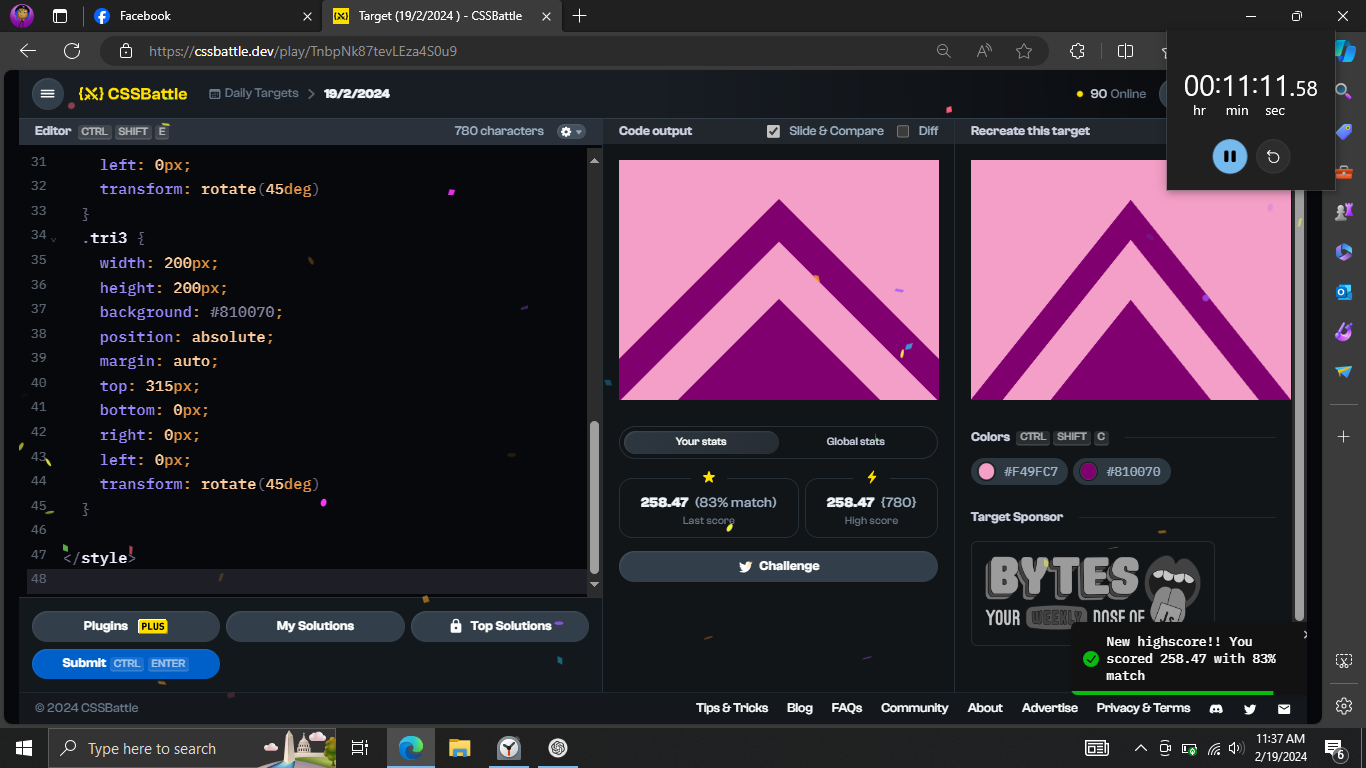 Facebook
Target (19/2/2024 ) - CSSBattle
https://cssbattle.dev/play/TnbpNk87tevLEza4S0u9
00:11:11.58
hr min sec
CSSBattle
Daily Targets
19/2/2024
90 Online
Editor CTRL SHIFT E
780 characters
Code output
Slide & Compare
Diff
Recreate this target
31 left: 0px;
32 transform: rotate(45deg)
33 }
34 .tri3 {
35 width: 200px;
36 height: 200px;
37 background: #810070;
38 position: absolute;
39 margin: auto;
40 top: 315px;
41 bottom: 0px;
42 right: 0px;
43 left: 0px;
44 transform: rotate(45deg)
45 }
46
47 </style>
48
Your stats
Global stats
258.47 (83% match)
Last score
258.47 {780}
High score
Challenge
Colors CTRL SHIFT C
#F49FC7
#810070
Target Sponsor
BYTES
YOUR WEEKLY DOSE OF JS
Plugins PLUS
My Solutions
Top Solutions
Submit CTRL ENTER
New highscore!! You
scored 258.47 with 83%
match
© 2024 CSSBattle
Tips & Tricks
Blog
FAQs
Community
About
Advertise
Privacy & Terms
Type here to search
11:37 AM
2/19/2024
6